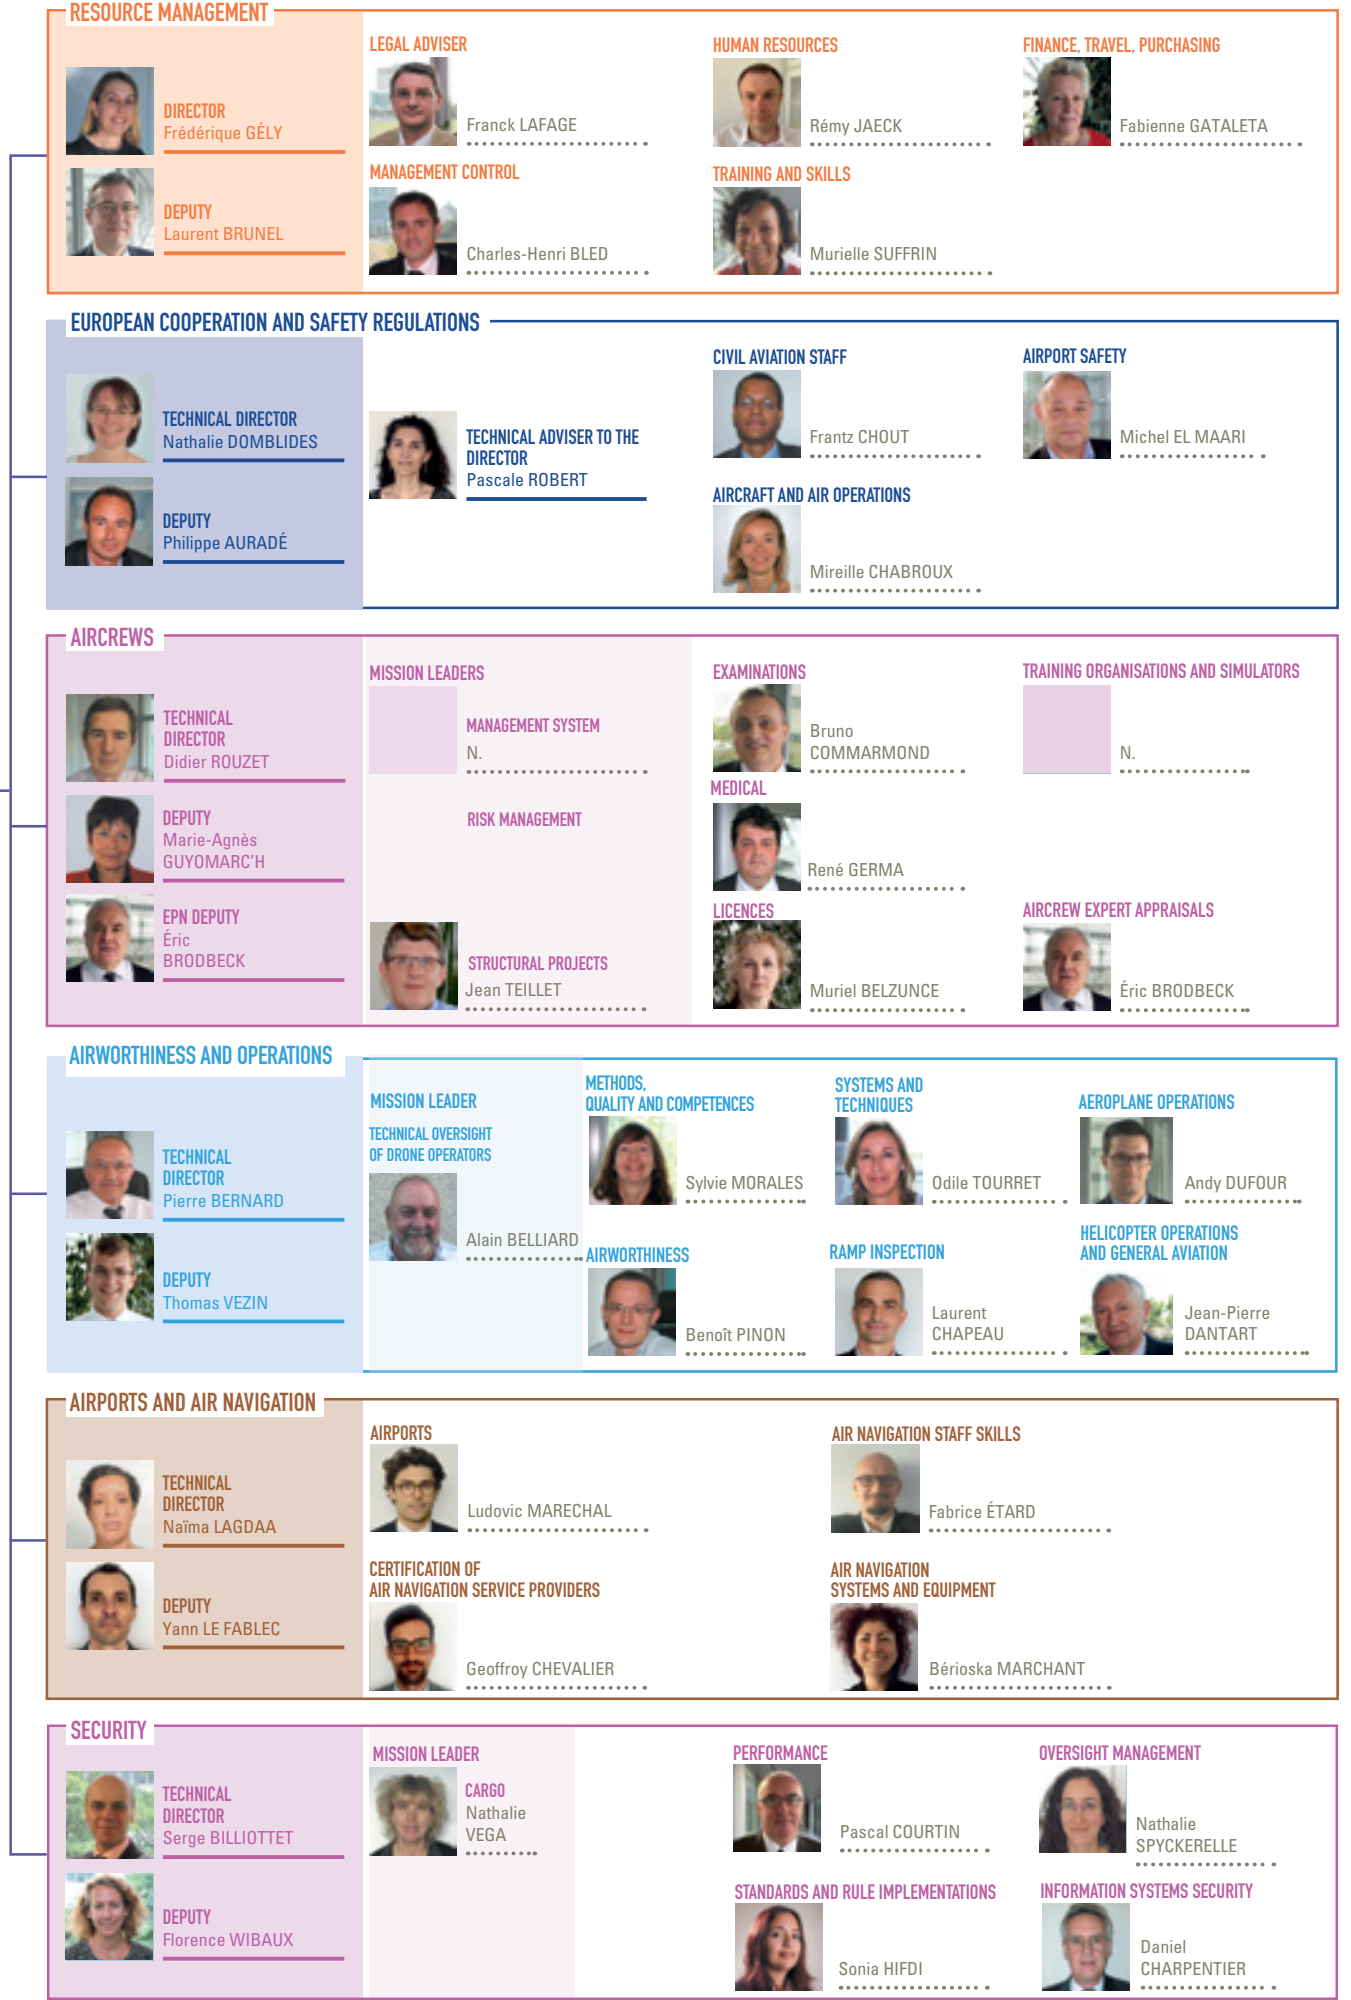 RESOURCE MANAGEMENT
DIRECTOR
Frédérique GÉLY
DEPUTY
Laurent BRUNEL
LEGAL ADVISER
Franck LAFAGE
HUMAN RESOURCES
Rémy JAECK
FINANCE, TRAVEL, PURCHASING
Fabienne GATALETA
MANAGEMENT CONTROL
Charles-Henri BLED
TRAINING AND SKILLS
Murielle SUFFRIN
EUROPEAN COOPERATION AND SAFETY REGULATIONS
TECHNICAL DIRECTOR
Nathalie DOMBLIDES
DEPUTY
Philippe AURADÉ
TECHNICAL ADVISER TO THE
DIRECTOR
Pascale ROBERT
CIVIL AVIATION STAFF
Frantz CHOUT
AIRPORT SAFETY
Michel EL MAARI
AIRCRAFT AND AIR OPERATIONS
Mireille CHABROUX
AIRCREWS
TECHNICAL
DIRECTOR
Didier ROUZET
DEPUTY
Marie-Agnès
GUYOMARC'H
EPN DEPUTY
Éric
BRODBECK
MISSION LEADERS
MANAGEMENT SYSTEM
N.
RISK MANAGEMENT
STRUCTURAL PROJECTS
Jean TEILLET
EXAMINATIONS
Bruno
COMMARMOND
TRAINING ORGANISATIONS AND SIMULATORS
N.
MEDICAL
René GERMA
LICENCES
Muriel BELZUNCE
AIRCREW EXPERT APPRAISALS
Éric BRODBECK
AIRWORTHINESS AND OPERATIONS
TECHNICAL
DIRECTOR
Pierre BERNARD
DEPUTY
Thomas VEZIN
MISSION LEADER
TECHNICAL OVERSIGHT
OF DRONE OPERATORS
Alain BELLIARD
METHODS,
QUALITY AND COMPETENCES
Sylvie MORALES
SYSTEMS AND
TECHNIQUES
Odile TOURRET
AEROPLANE OPERATIONS
Andy DUFOUR
AIRWORTHINESS
Benoît PINON
RAMP INSPECTION
Laurent
CHAPEAU
HELICOPTER OPERATIONS
AND GENERAL AVIATION
Jean-Pierre
DANTART
AIRPORTS AND AIR NAVIGATION
TECHNICAL
DIRECTOR
Naïma LAGDAA
DEPUTY
Yann LE FABLEC
AIRPORTS
Ludovic MARECHAL
AIR NAVIGATION STAFF SKILLS
Fabrice ÉTARD
CERTIFICATION OF
AIR NAVIGATION SERVICE PROVIDERS
Geoffroy CHEVALIER
AIR NAVIGATION
SYSTEMS AND EQUIPMENT
Bérioska MARCHANT
SECURITY
TECHNICAL
DIRECTOR
Serge BILLIOTTET
DEPUTY
Florence WIBAUX
MISSION LEADER
CARGO
Nathalie
VEGA
PERFORMANCE
Pascal COURTIN
OVERSIGHT MANAGEMENT
Nathalie
SPYCKERELLE
STANDARDS AND RULE IMPLEMENTATIONS
Sonia HIFDI
INFORMATION SYSTEMS SECURITY
Daniel
CHARPENTIER